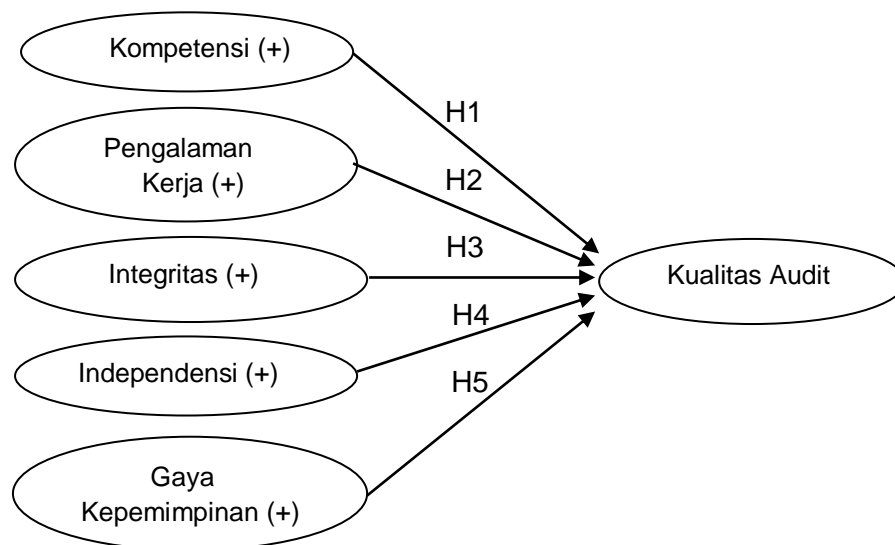 Kompetensi (+)
H1
Pengalaman
Kerja (+)
H2
H3
Integritas (+)
Kualitas Audit
H4
Independensi (+)
H5
Gaya
Kepemimpinan (+)